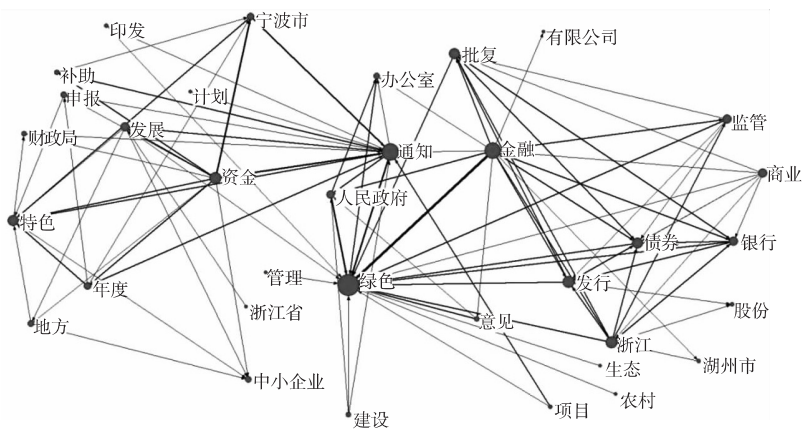 宁波市
印发
有限公司
批复
补助
办公室
计划
申报
监管
发展
财政局
通知
金融
商业
资金
人民政府
特色
债券
银行
绿色
管理
发行
年度
浙江省
股份
意见
地方
浙江
湖州市
生态
中小企业
农村
项目
建设